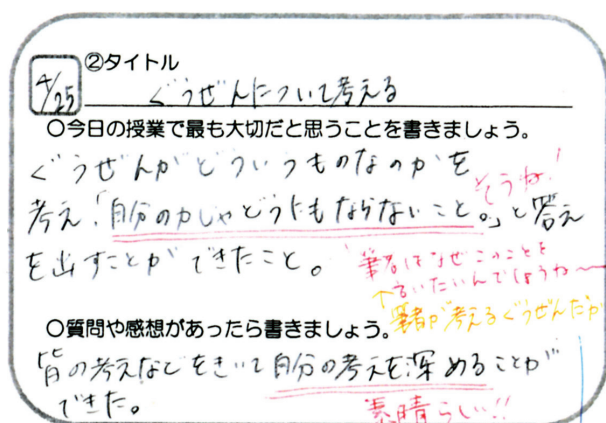 4/25
②タイトル
ぐうぜんについて考える
○今日の授業で最も大切だと思うことを書きましょう。
ぐうぜんがどういうものなのかを
そうね!
考え「自分の力じゃどうにもならないこと。」と答え
を出すことができたこと。
筆者はなぜこのことを
言いたいんでしょうね〜
↑筆者が考えるぐうぜんだが
○質問や感想があったら書きましょう。
皆の考えなどをきいて自分の考えを深めることが
できた。
素晴らしい!!